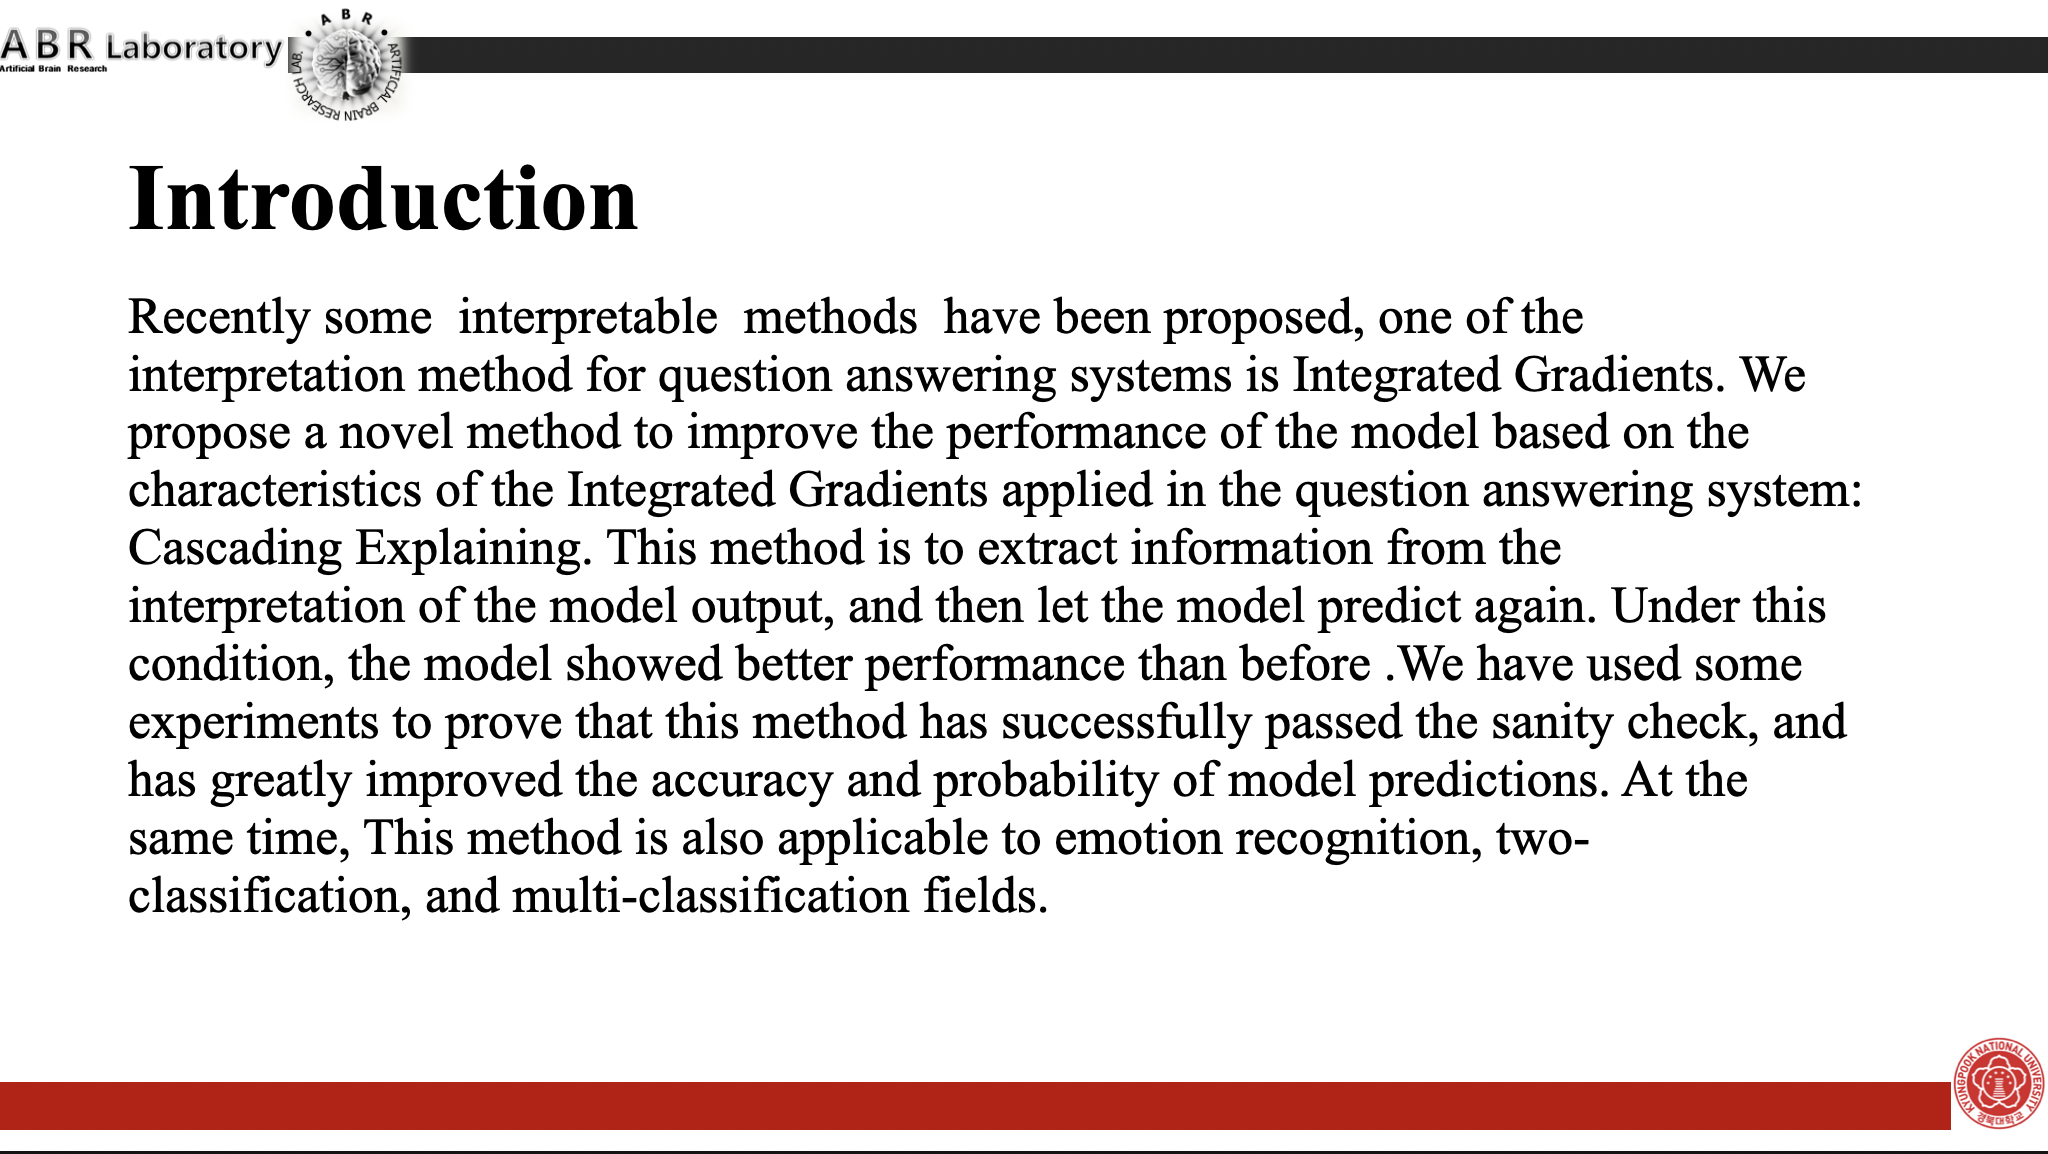 ABR Laboratory
Artificial Brain Research
A B R
ARTIFICIAL BRAIN RESEARCH LAB.
Introduction
Recently some  interpretable  methods  have been proposed, one of the
interpretation method for question answering systems is Integrated Gradients. We
propose a novel method to improve the performance of the model based on the
characteristics of the Integrated Gradients applied in the question answering system:
Cascading Explaining. This method is to extract information from the
interpretation of the model output, and then let the model predict again. Under this
condition, the model showed better performance than before .We have used some
experiments to prove that this method has successfully passed the sanity check, and
has greatly improved the accuracy and probability of model predictions. At the
same time, This method is also applicable to emotion recognition, two-
classification, and multi-classification fields.
KYUNGPOOK NATIONAL UNIVERSITY
경북대학교